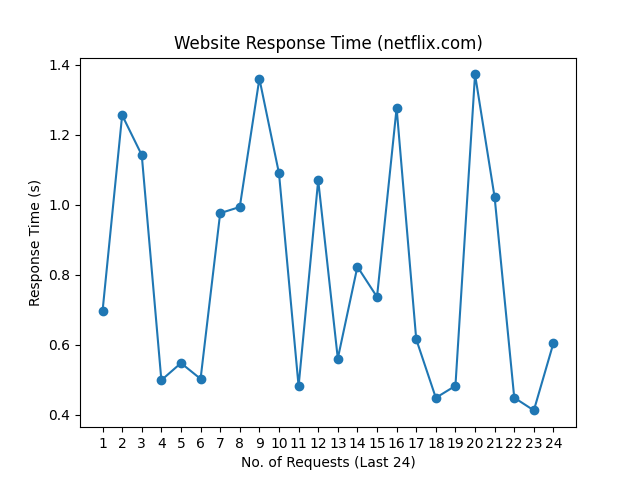 Website Response Time (netflix.com)
1.4
1.2
1.0
0.8
0.6
0.4
Response Time (s)
1 2 3 4 5 6 7 8 9 10 11 12 13 14 15 16 17 18 19 20 21 22 23 24
No. of Requests (Last 24)